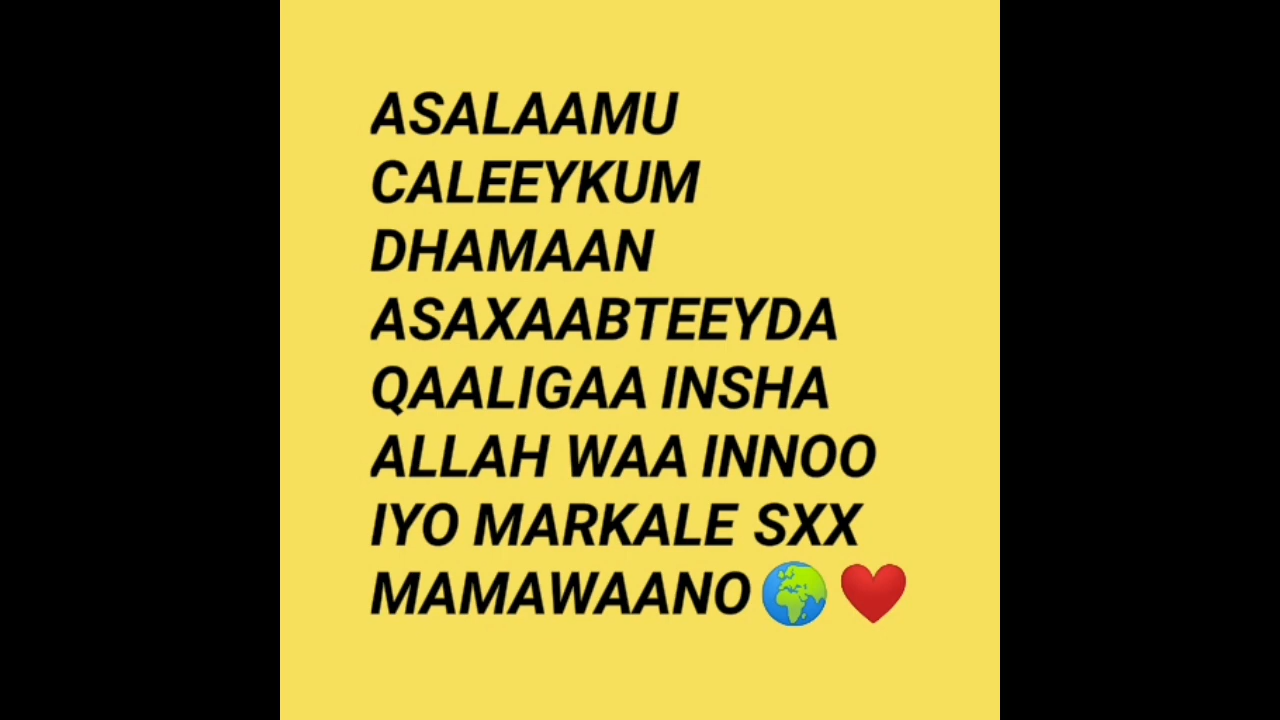 ASALAAMU
CALEEYKUM
DHAMAAN
ASAXAABTEEYDA
QAALIGAA INSHA
ALLAH WAA INNOO
IYO MARKALE SXX
MAMAWAANO🌍❤️